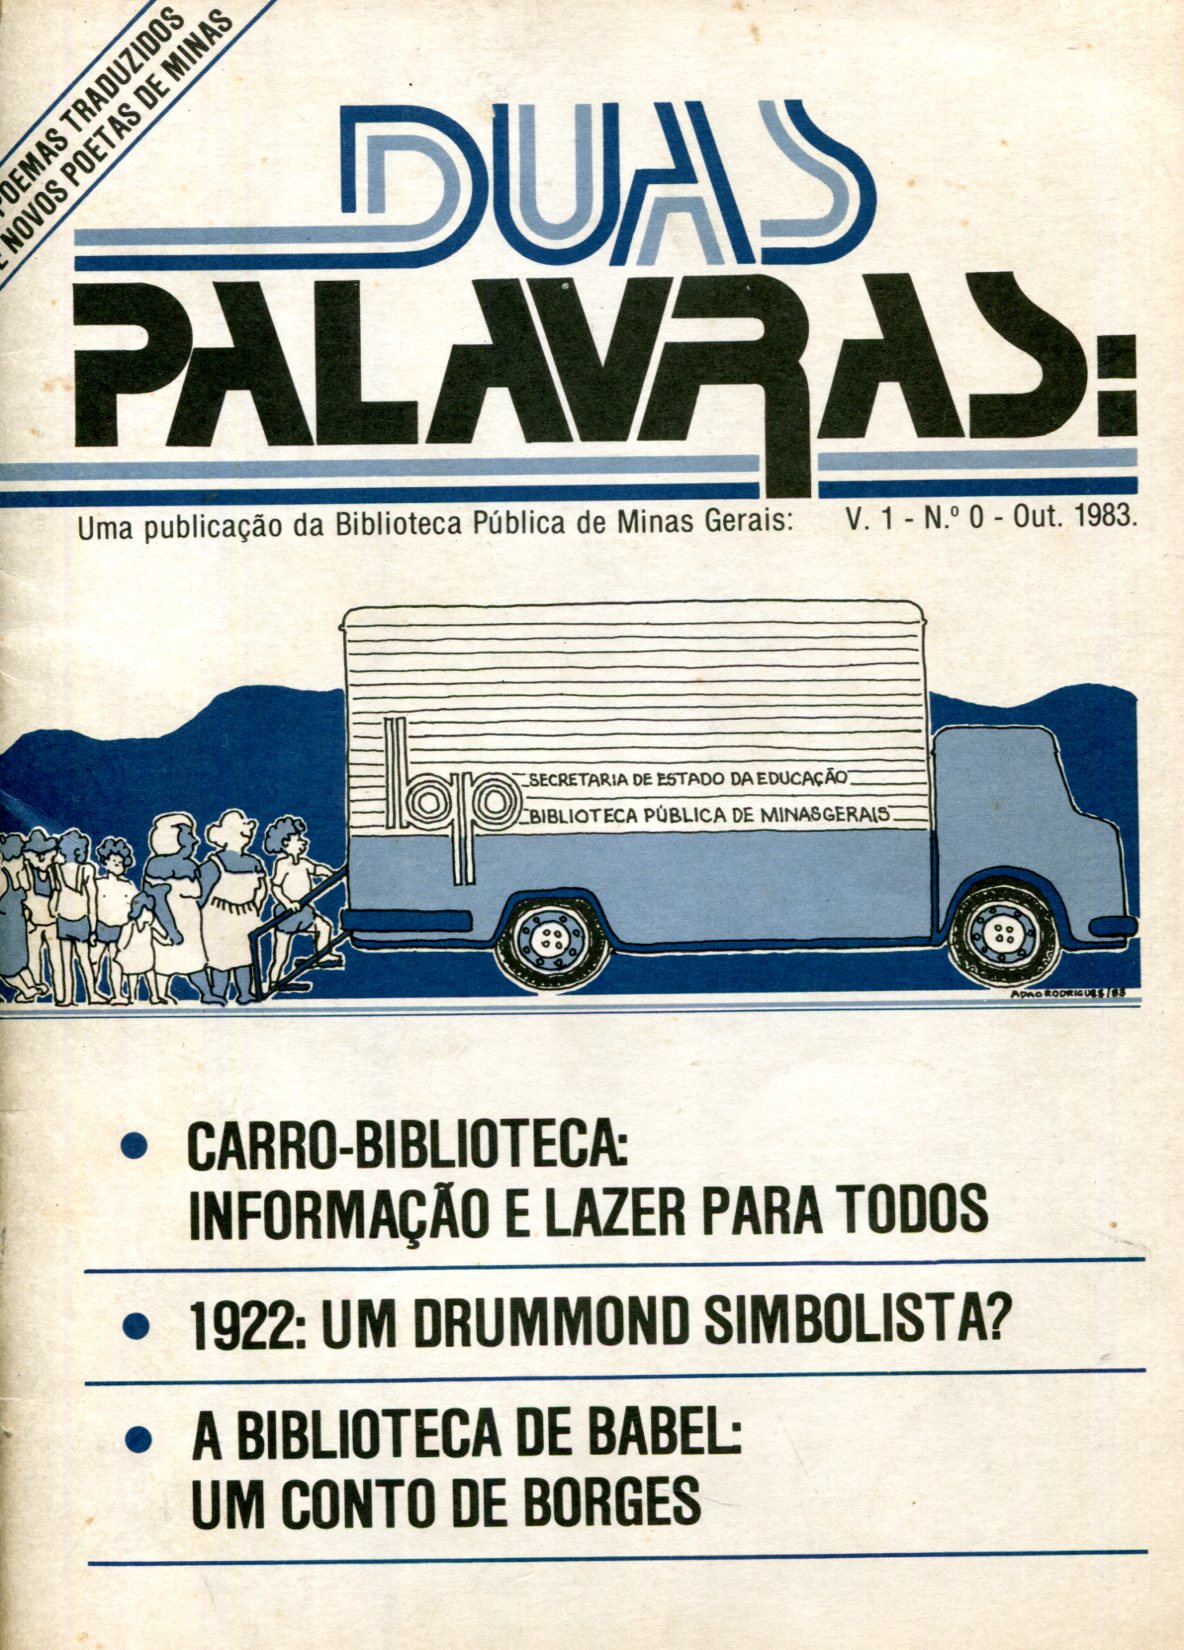 POEMAS TRADUZIDOS
E NOVOS POETAS DE MINAS
DUAS
PALAVRAS:
Uma publicação da Biblioteca Pública de Minas Gerais: V. 1 - N.º 0 - Out. 1983.
bp
SECRETARIA DE ESTADO DA EDUCAÇÃO
BIBLIOTECA PÚBLICA DE MINAS GERAIS
ADÃO RODRIGUES/83
• CARRO-BIBLIOTECA:
INFORMAÇÃO E LAZER PARA TODOS
• 1922: UM DRUMMOND SIMBOLISTA?
• A BIBLIOTECA DE BABEL:
UM CONTO DE BORGES